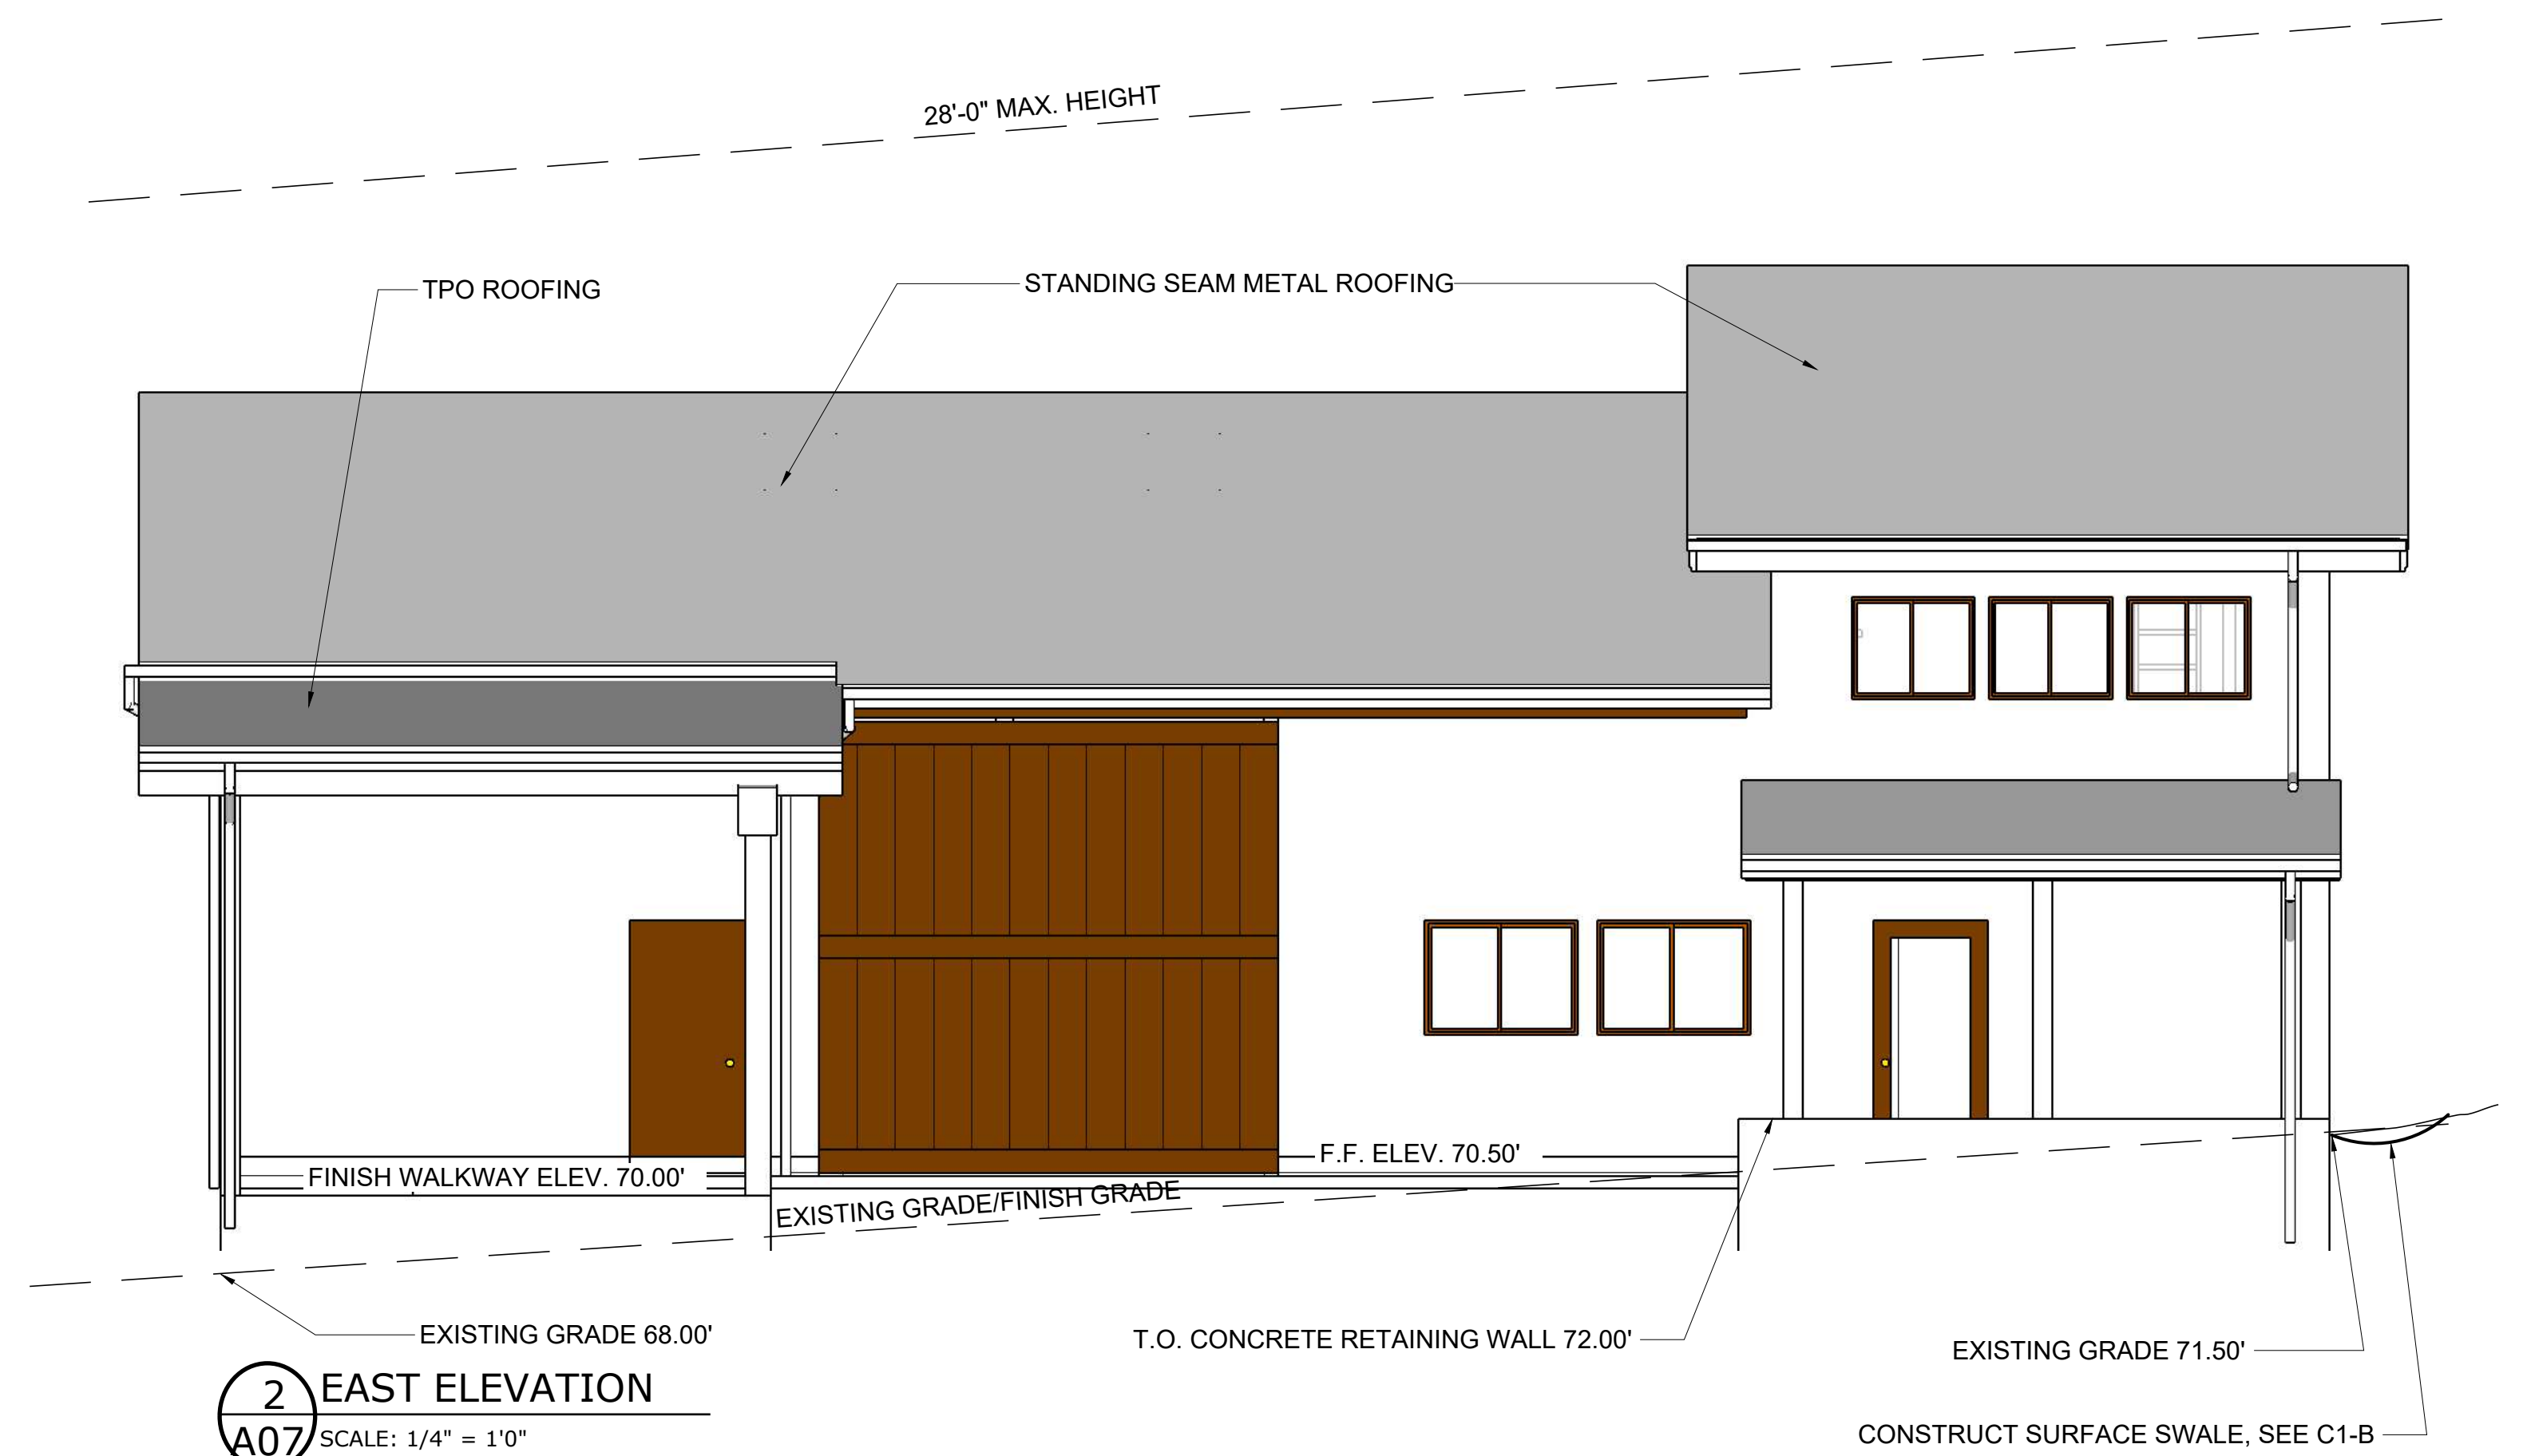 28'-0" MAX. HEIGHT
TPO ROOFING
STANDING SEAM METAL ROOFING
F.F. ELEV. 70.50'
FINISH WALKWAY ELEV. 70.00'
EXISTING GRADE/FINISH GRADE
EXISTING GRADE 68.00'
T.O. CONCRETE RETAINING WALL 72.00'
EXISTING GRADE 71.50'
2
A07
EAST ELEVATION
SCALE: 1/4" = 1'0"
CONSTRUCT SURFACE SWALE, SEE C1-B